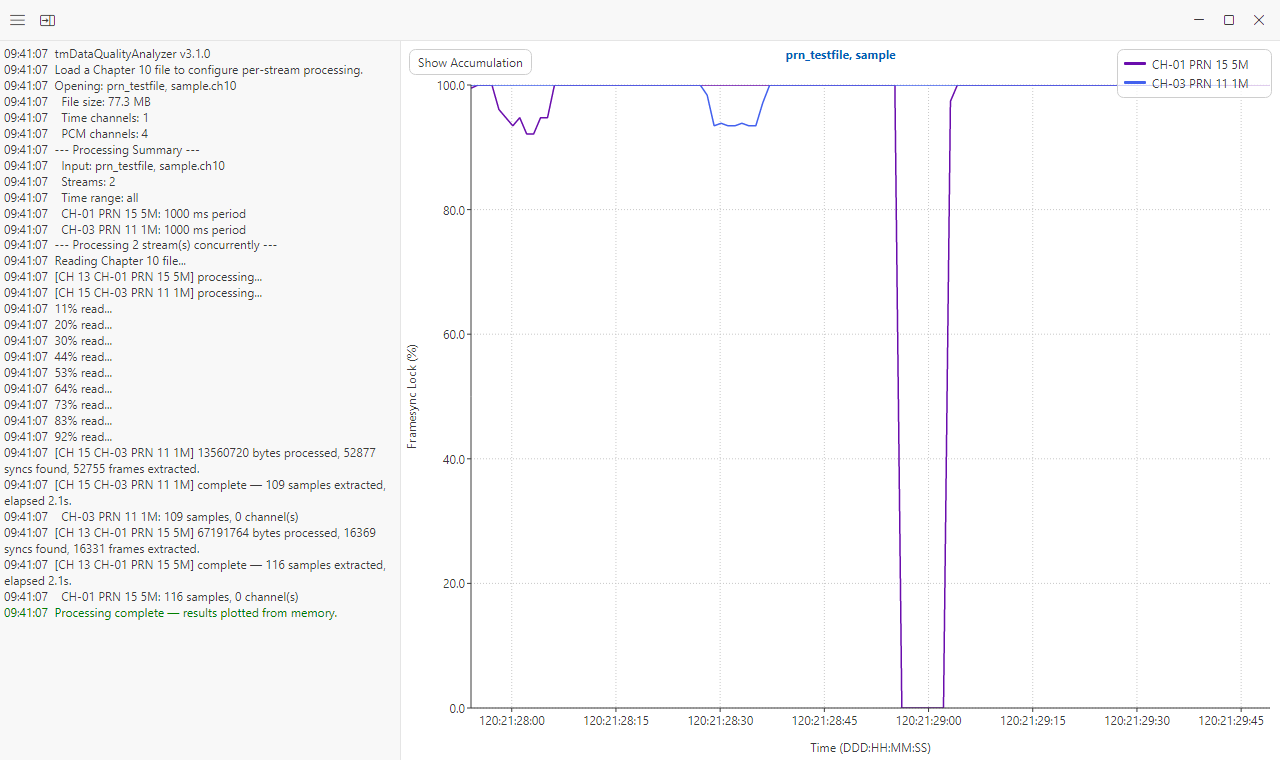 09:41:07 tmDataQualityAnalyzer v3.1.0
09:41:07 Load a Chapter 10 file to configure per-stream processing.
09:41:07 Opening: prn_testfile, sample.ch10
09:41:07 File size: 77.3 MB
09:41:07 Time channels: 1
09:41:07 PCM channels: 4
09:41:07 --- Processing Summary ---
09:41:07 Input: prn_testfile, sample.ch10
09:41:07 Streams: 2
09:41:07 Time range: all
09:41:07 CH-01 PRN 15 5M: 1000 ms period
09:41:07 CH-03 PRN 11 1M: 1000 ms period
09:41:07 --- Processing 2 stream(s) concurrently ---
09:41:07 Reading Chapter 10 file...
09:41:07 [CH 13 CH-01 PRN 15 5M] processing...
09:41:07 [CH 15 CH-03 PRN 11 1M] processing...
09:41:07 11% read...
09:41:07 20% read...
09:41:07 30% read...
09:41:07 44% read...
09:41:07 53% read...
09:41:07 64% read...
09:41:07 73% read...
09:41:07 83% read...
09:41:07 92% read...
09:41:07 [CH 15 CH-03 PRN 11 1M] 13560720 bytes processed, 52877
syncs found, 52755 frames extracted.
09:41:07 [CH 15 CH-03 PRN 11 1M] complete — 109 samples extracted,
elapsed 2.1s.
09:41:07 CH-03 PRN 11 1M: 109 samples, 0 channel(s)
09:41:07 [CH 13 CH-01 PRN 15 5M] 67191764 bytes processed, 16369
syncs found, 16331 frames extracted.
09:41:07 [CH 13 CH-01 PRN 15 5M] complete — 116 samples extracted,
elapsed 2.1s.
09:41:07 CH-01 PRN 15 5M: 116 samples, 0 channel(s)
09:41:07 Processing complete — results plotted from memory.
Show Accumulation
prn_testfile, sample
CH-01 PRN 15 5M
CH-03 PRN 11 1M
100.0
80.0
60.0
40.0
20.0
0.0
Framesync Lock (%)
120:21:28:00 120:21:28:15 120:21:28:30 120:21:28:45 120:21:29:00 120:21:29:15 120:21:29:30 120:21:29:45
Time (DDD:HH:MM:SS)